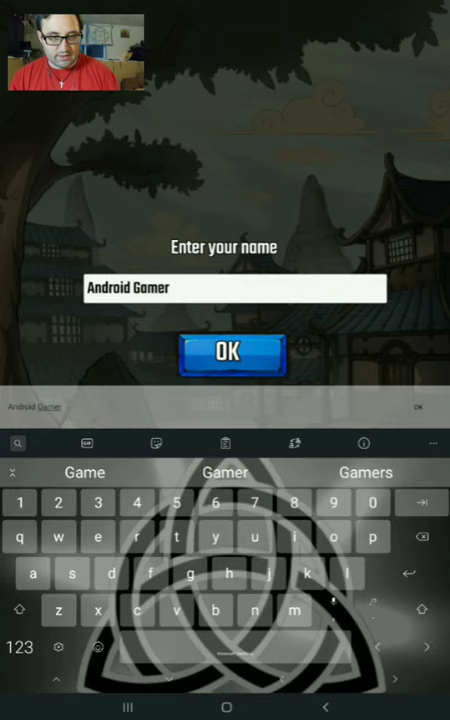 Enter your name
Android Gamer
OK
Android Gamer OK
GIF
Game Gamer Gamers
1 2 3 4 5 6 7 8 9 0
q w e r t y u i o p
a s d f g h j k l
z x c v b n m
123